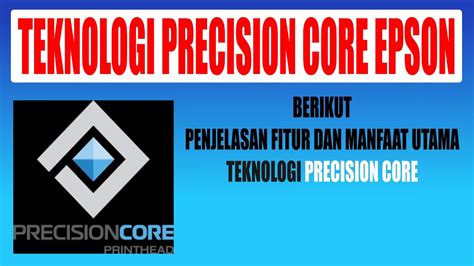 TEKNOLOGI PRECISION CORE EPSON
BERIKUT
PENJELASAN FITUR DAN MANFAAT UTAMA
TEKNOLOGI PRECISION CORE
PRECISIONCORE
PRINTHEAD